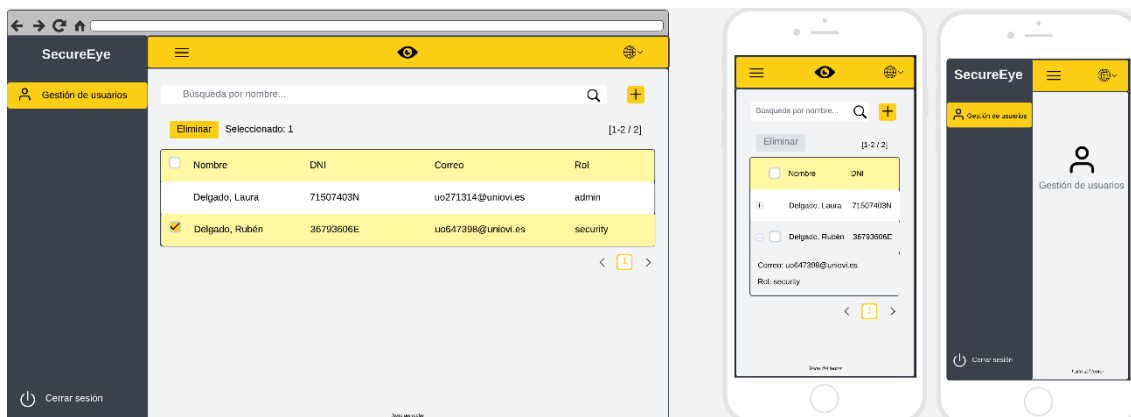 SecureEye
Gestión de usuarios
Búsqueda por nombre...
Eliminar Seleccionado: 1 [1-2 / 2]
Nombre DNI Correo Rol
Delgado, Laura 71507403N uo271314@uniovi.es admin
Delgado, Rubén 36793606E uo647398@uniovi.es security
1
Cerrar sesión
Búsqueda por nombre...
Eliminar [1-2 / 2]
Nombre DNI
Delgado, Laura 71507403N
Delgado, Rubén 36793606E
Correo: uo647398@uniovi.es
Rol: security
1
SecureEye
Gestión de usuarios
Gestión de usuarios
Cerrar sesión